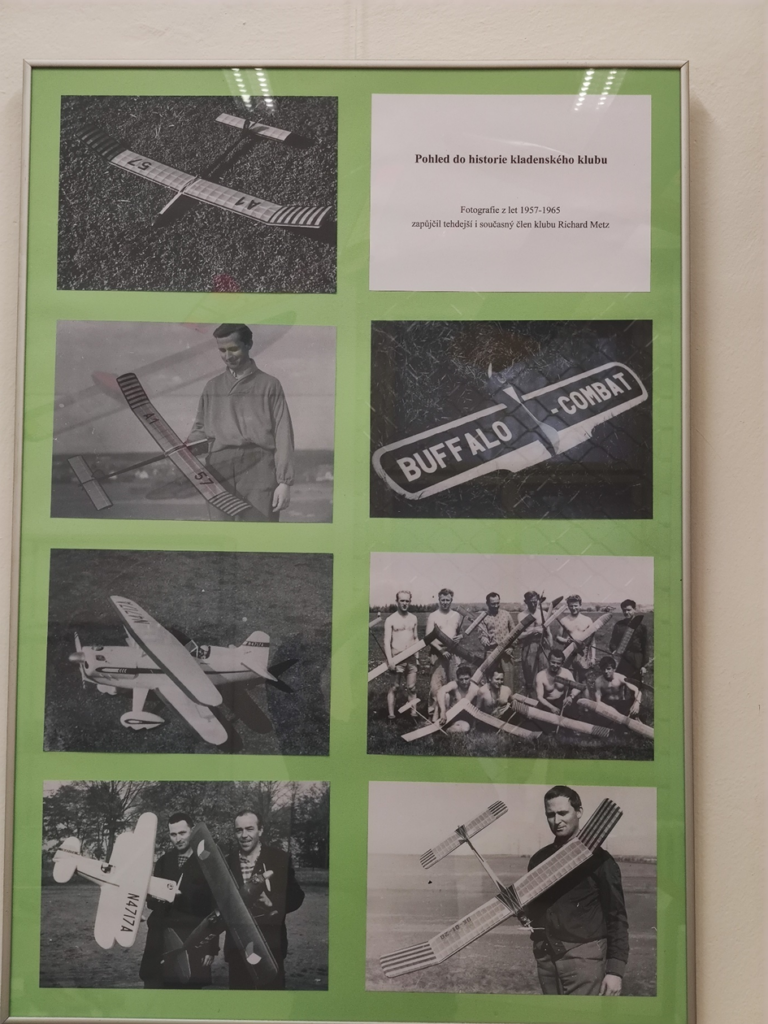 57
A1
Pohled do historie kladenského klubu
Fotografie z let 1957-1965
zapůjčil tehdejší i současný člen klubu Richard Metz
A1
57
BUFFALO
-COMBAT
N4717A